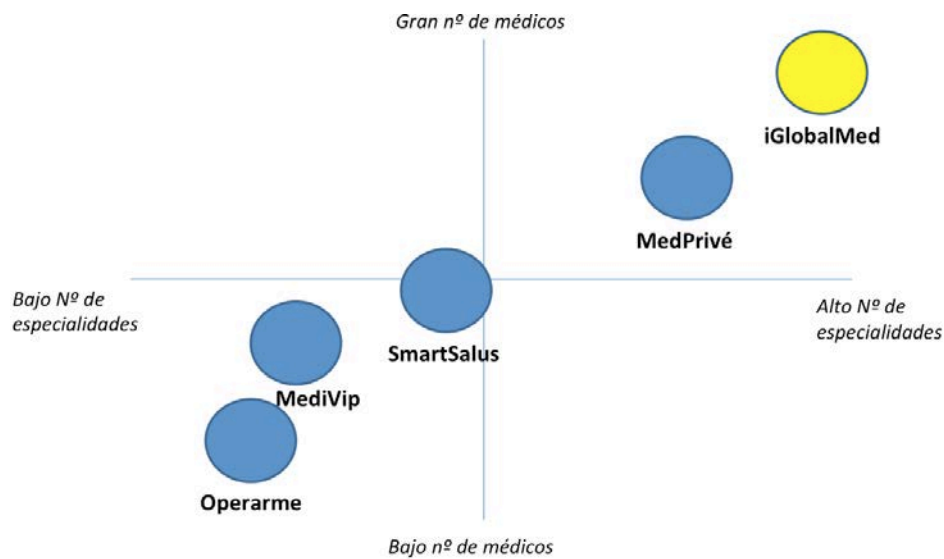 Gran nº de médicos
iGlobalMed
MedPrivé
Bajo Nº de
especialidades
Alto Nº de
especialidades
SmartSalus
MediVip
Operarme
Bajo nº de médicos